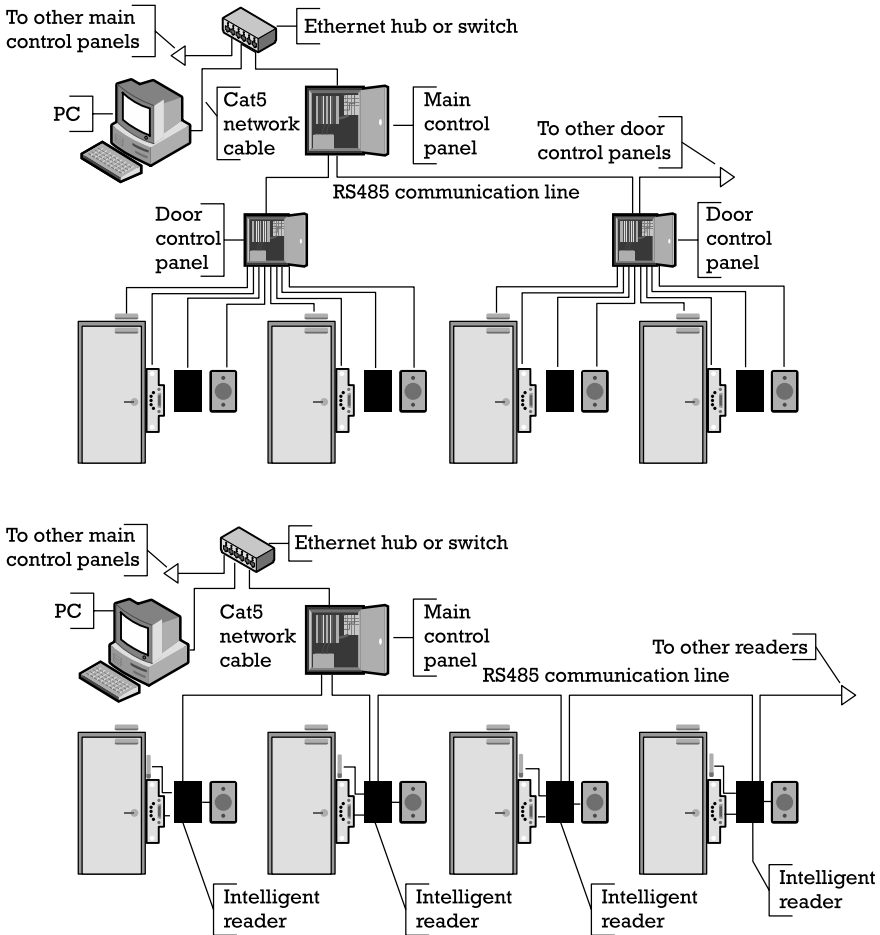 To other main
control panels
Ethernet hub or switch
PC
Cat5
network
cable
Main
control
panel
To other door
control panels
RS485 communication line
Door
control
panel
Door
control
panel
To other main
control panels
Ethernet hub or switch
PC
Cat5
network
cable
Main
control
panel
To other readers
RS485 communication line
Intelligent
reader
Intelligent
reader
Intelligent
reader
Intelligent
reader